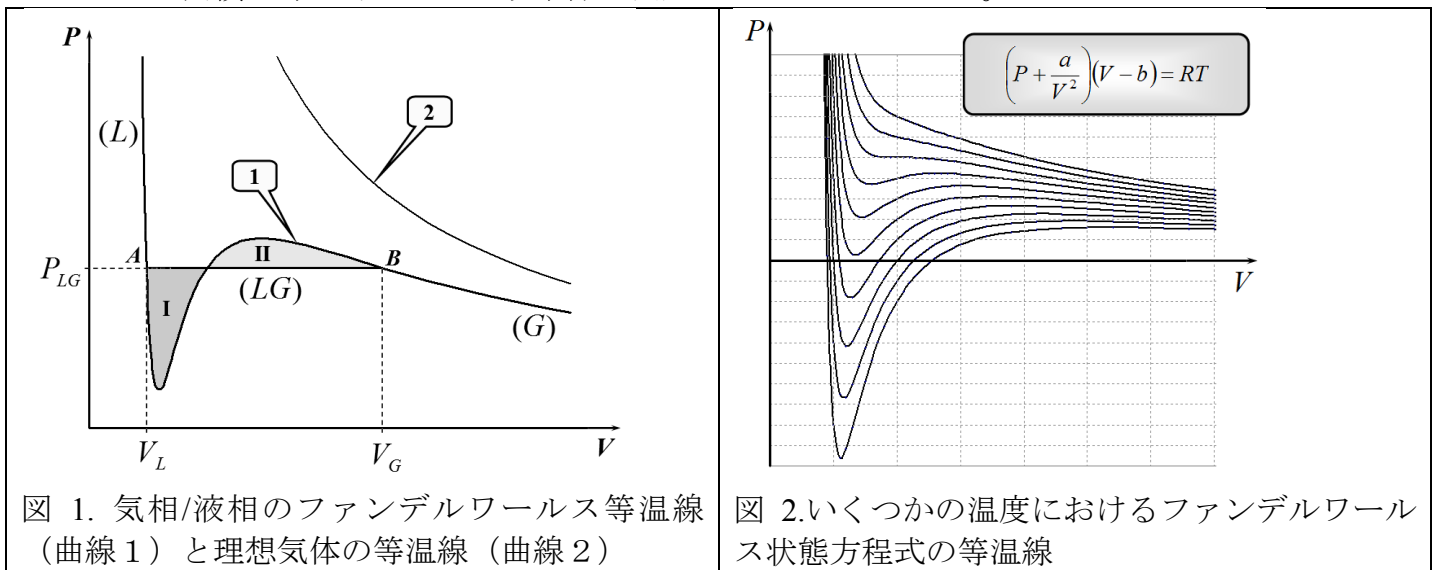 P
2
(L)
1
A
II
B
P_{LG}
(LG)
I
(G)
V_L
V_G
V
図 1. 気相/液相のファンデルワールス等温線
（曲線１）と理想気体の等温線（曲線２）
P
(P + a/V^2)(V − b) = RT
V
図 2.いくつかの温度におけるファンデルワール
ス状態方程式の等温線